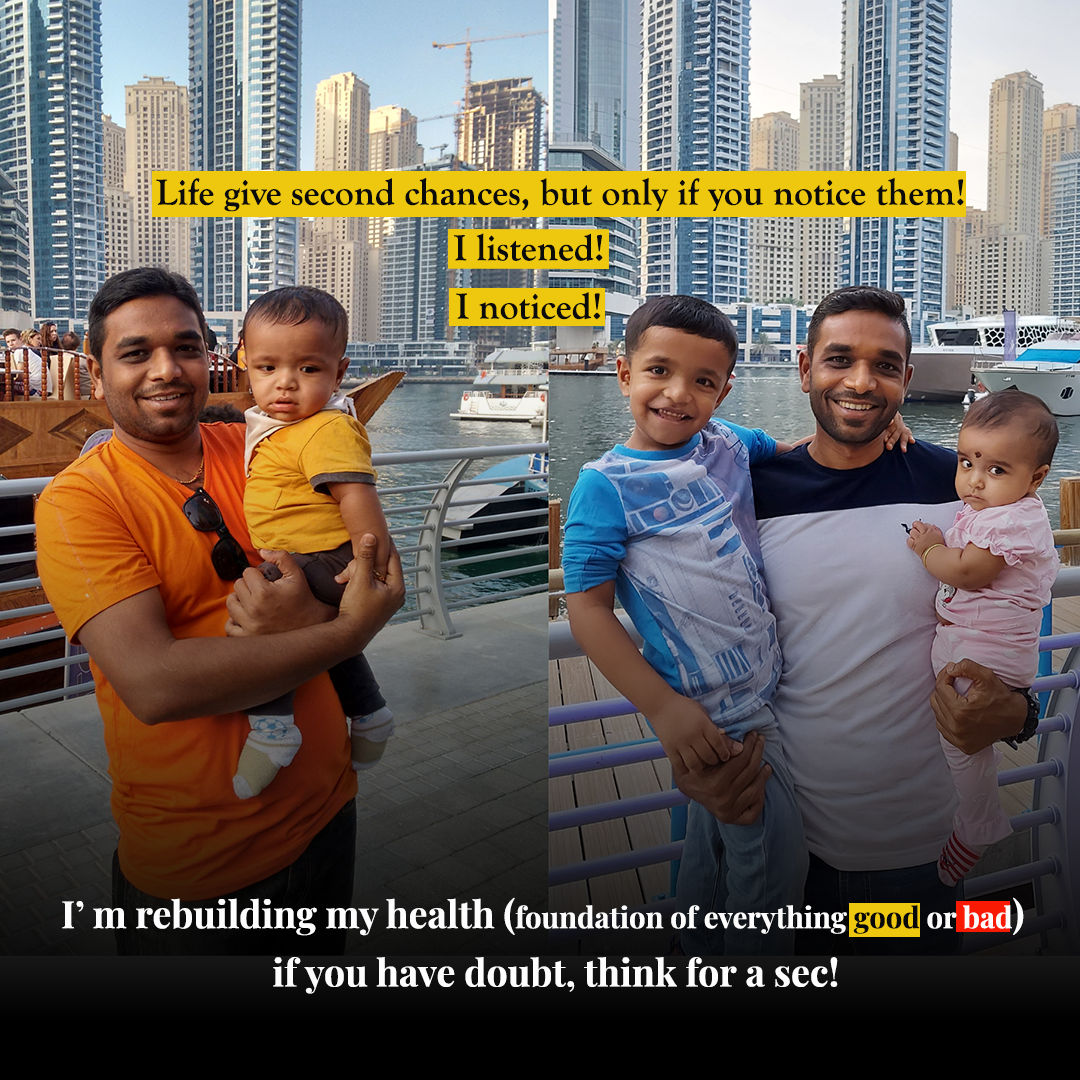 Life give second chances, but only if you notice them!
I listened!
I noticed!
I' m rebuilding my health (foundation of everything good or bad)
if you have doubt, think for a sec!